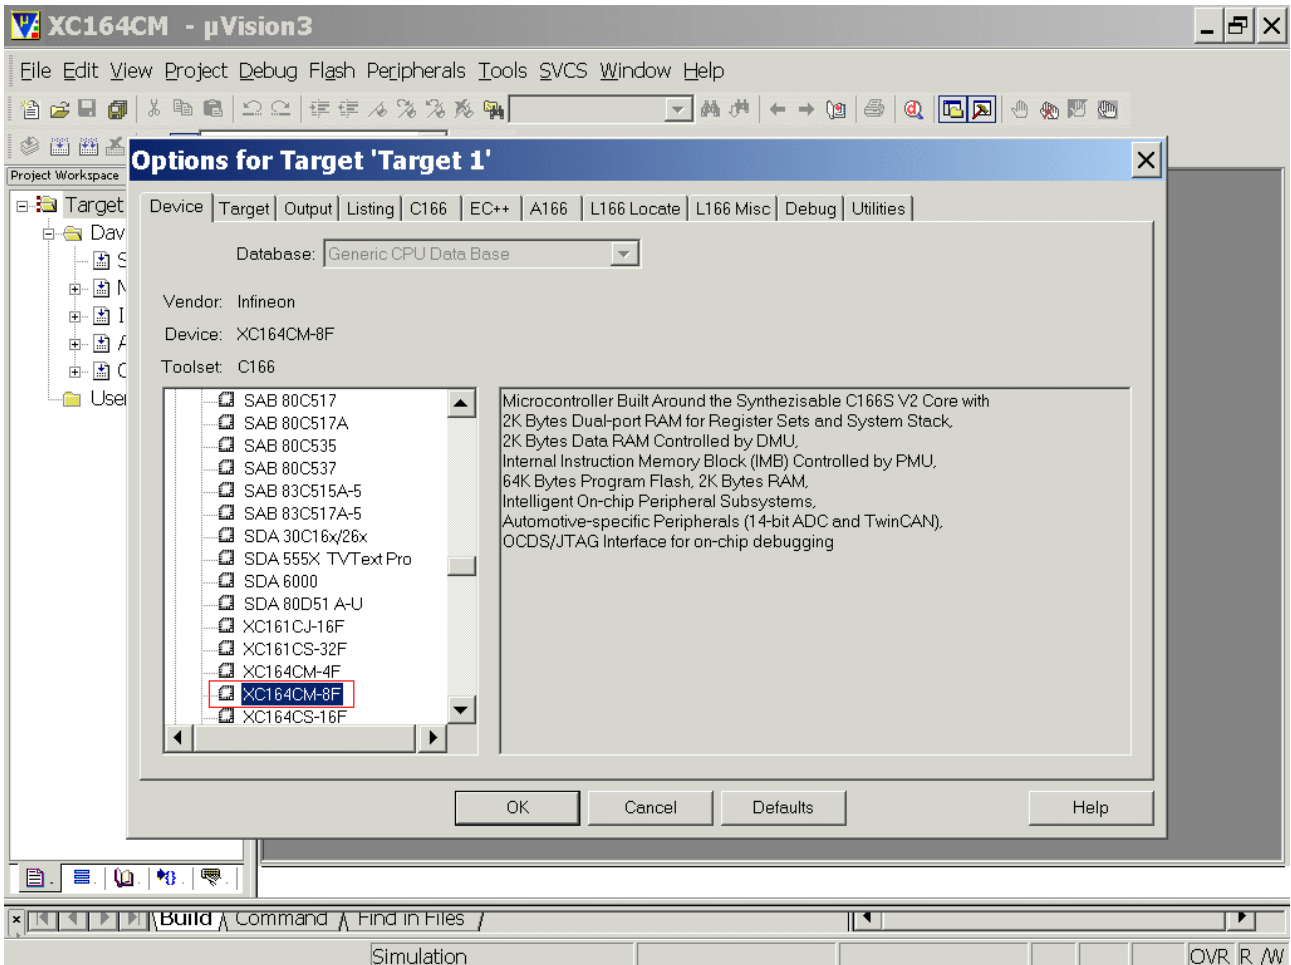 XC164CM - µVision3
File Edit View Project Debug Flash Peripherals Tools SVCS Window Help
Options for Target 'Target 1'
Project Workspace
Device Target Output Listing C166 EC++ A166 L166 Locate L166 Misc Debug Utilities
Target
Dav
Database: Generic CPU Data Base
Vendor: Infineon
Device: XC164CM-8F
Toolset: C166
User
SAB 80C517
SAB 80C517A
SAB 80C535
SAB 80C537
SAB 83C515A-5
SAB 83C517A-5
SDA 30C16x/26x
SDA 555X TVText Pro
SDA 6000
SDA 80D51 A-U
XC161CJ-16F
XC161CS-32F
XC164CM-4F
XC164CM-8F
XC164CS-16F
Microcontroller Built Around the Synthezisable C166S V2 Core with
2K Bytes Dual-port RAM for Register Sets and System Stack,
2K Bytes Data RAM Controlled by DMU,
Internal Instruction Memory Block (IMB) Controlled by PMU,
64K Bytes Program Flash, 2K Bytes RAM,
Intelligent On-chip Peripheral Subsystems,
Automotive-specific Peripherals (14-bit ADC and TwinCAN),
OCDS/JTAG Interface for on-chip debugging
OK Cancel Defaults Help
Build Command Find in Files
Simulation OVR R /W